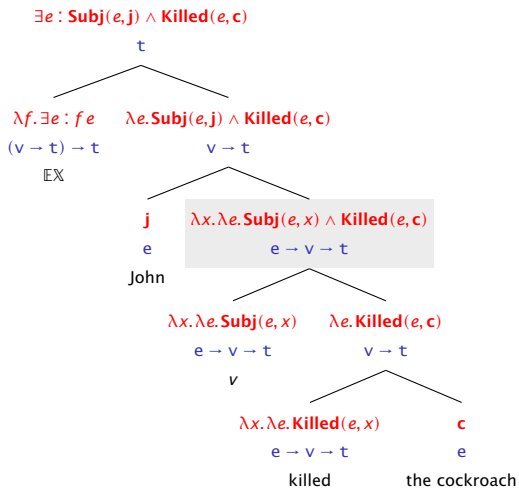 ∃e : Subj(e, j) ∧ Killed(e, c)
t
λf. ∃e : f e λe. Subj(e, j) ∧ Killed(e, c)
(v → t) → t v → t
𝔼𝕏
j λx. λe. Subj(e, x) ∧ Killed(e, c)
e e → v → t
John
λx. λe. Subj(e, x) λe. Killed(e, c)
e → v → t v → t
v
λx. λe. Killed(e, x) c
e → v → t e
killed the cockroach